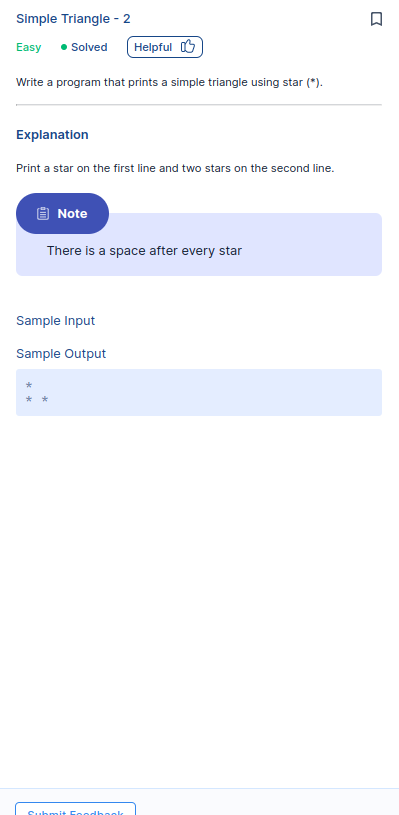 Simple Triangle - 2
Easy Solved Helpful
Write a program that prints a simple triangle using star (*).
Explanation
Print a star on the first line and two stars on the second line.
Note
There is a space after every star
Sample Input
Sample Output
*
* *
Submit Feedback